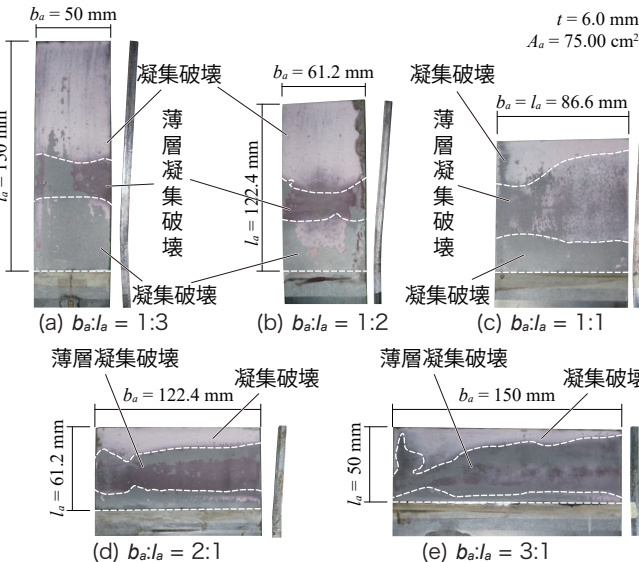 bₐ = 50 mm
t = 6.0 mm
Aₐ = 75.00 cm²
lₐ = 150 mm
凝集破壊
bₐ = 61.2 mm
凝集破壊
bₐ = lₐ = 86.6 mm
薄層凝集破壊
lₐ = 122.4 mm
薄層凝集破壊
凝集破壊
凝集破壊
(a) bₐ:lₐ = 1:3
(b) bₐ:lₐ = 1:2
(c) bₐ:lₐ = 1:1
薄層凝集破壊
凝集破壊
薄層凝集破壊
凝集破壊
bₐ = 122.4 mm
bₐ = 150 mm
lₐ = 61.2 mm
lₐ = 50 mm
(d) bₐ:lₐ = 2:1
(e) bₐ:lₐ = 3:1